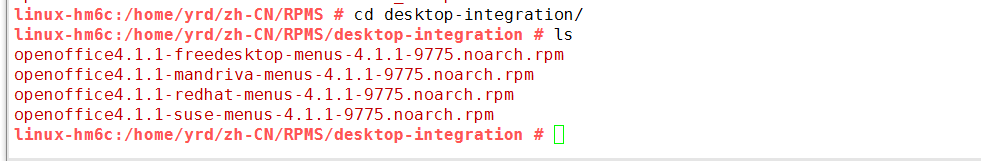 linux-hm6c:/home/yrd/zh-CN/RPMS # cd desktop-integration/
linux-hm6c:/home/yrd/zh-CN/RPMS/desktop-integration # ls
openoffice4.1.1-freedesktop-menus-4.1.1-9775.noarch.rpm
openoffice4.1.1-mandriva-menus-4.1.1-9775.noarch.rpm
openoffice4.1.1-redhat-menus-4.1.1-9775.noarch.rpm
openoffice4.1.1-suse-menus-4.1.1-9775.noarch.rpm
linux-hm6c:/home/yrd/zh-CN/RPMS/desktop-integration #